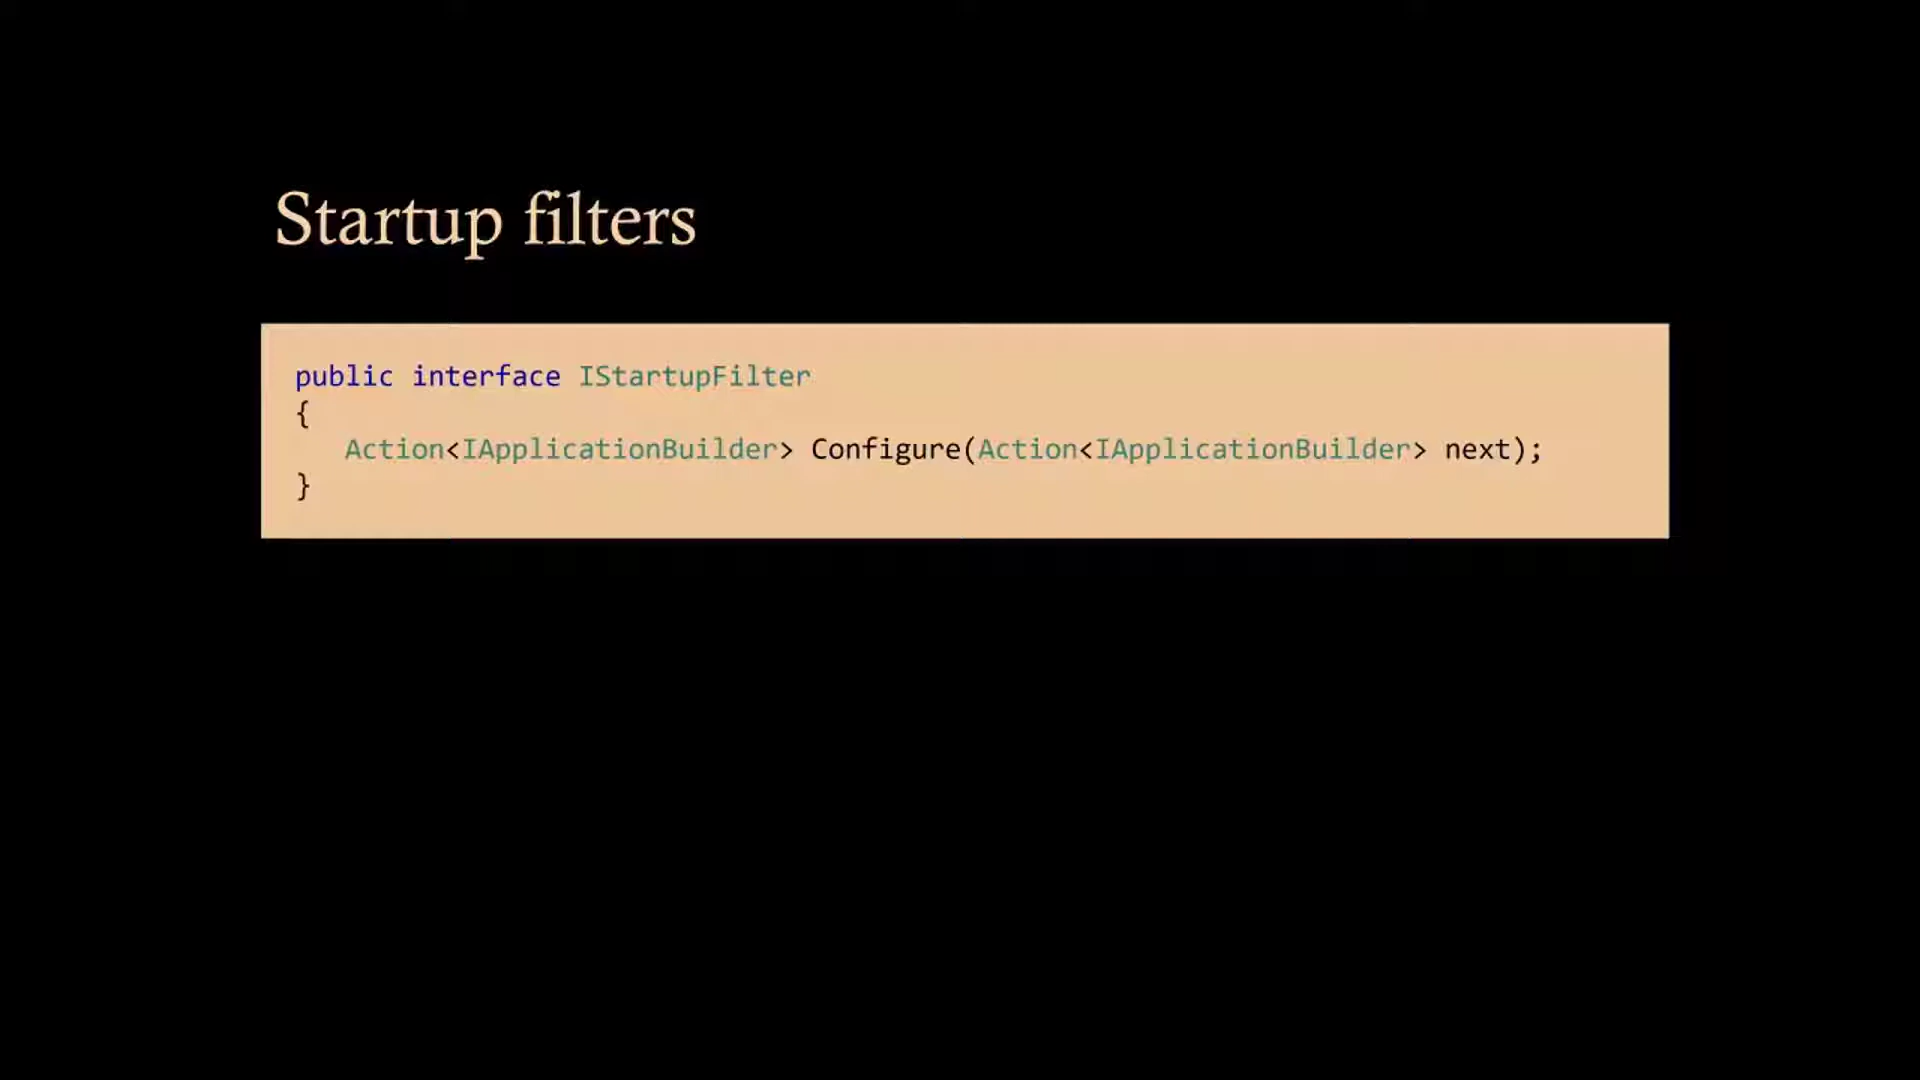 Startup filters
public interface IStartupFilter
{
Action<IApplicationBuilder> Configure(Action<IApplicationBuilder> next);
}